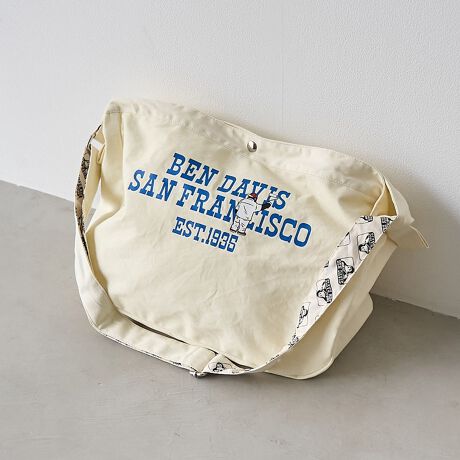 BEN DAVIS
SAN FRANCISCO
EST.1935